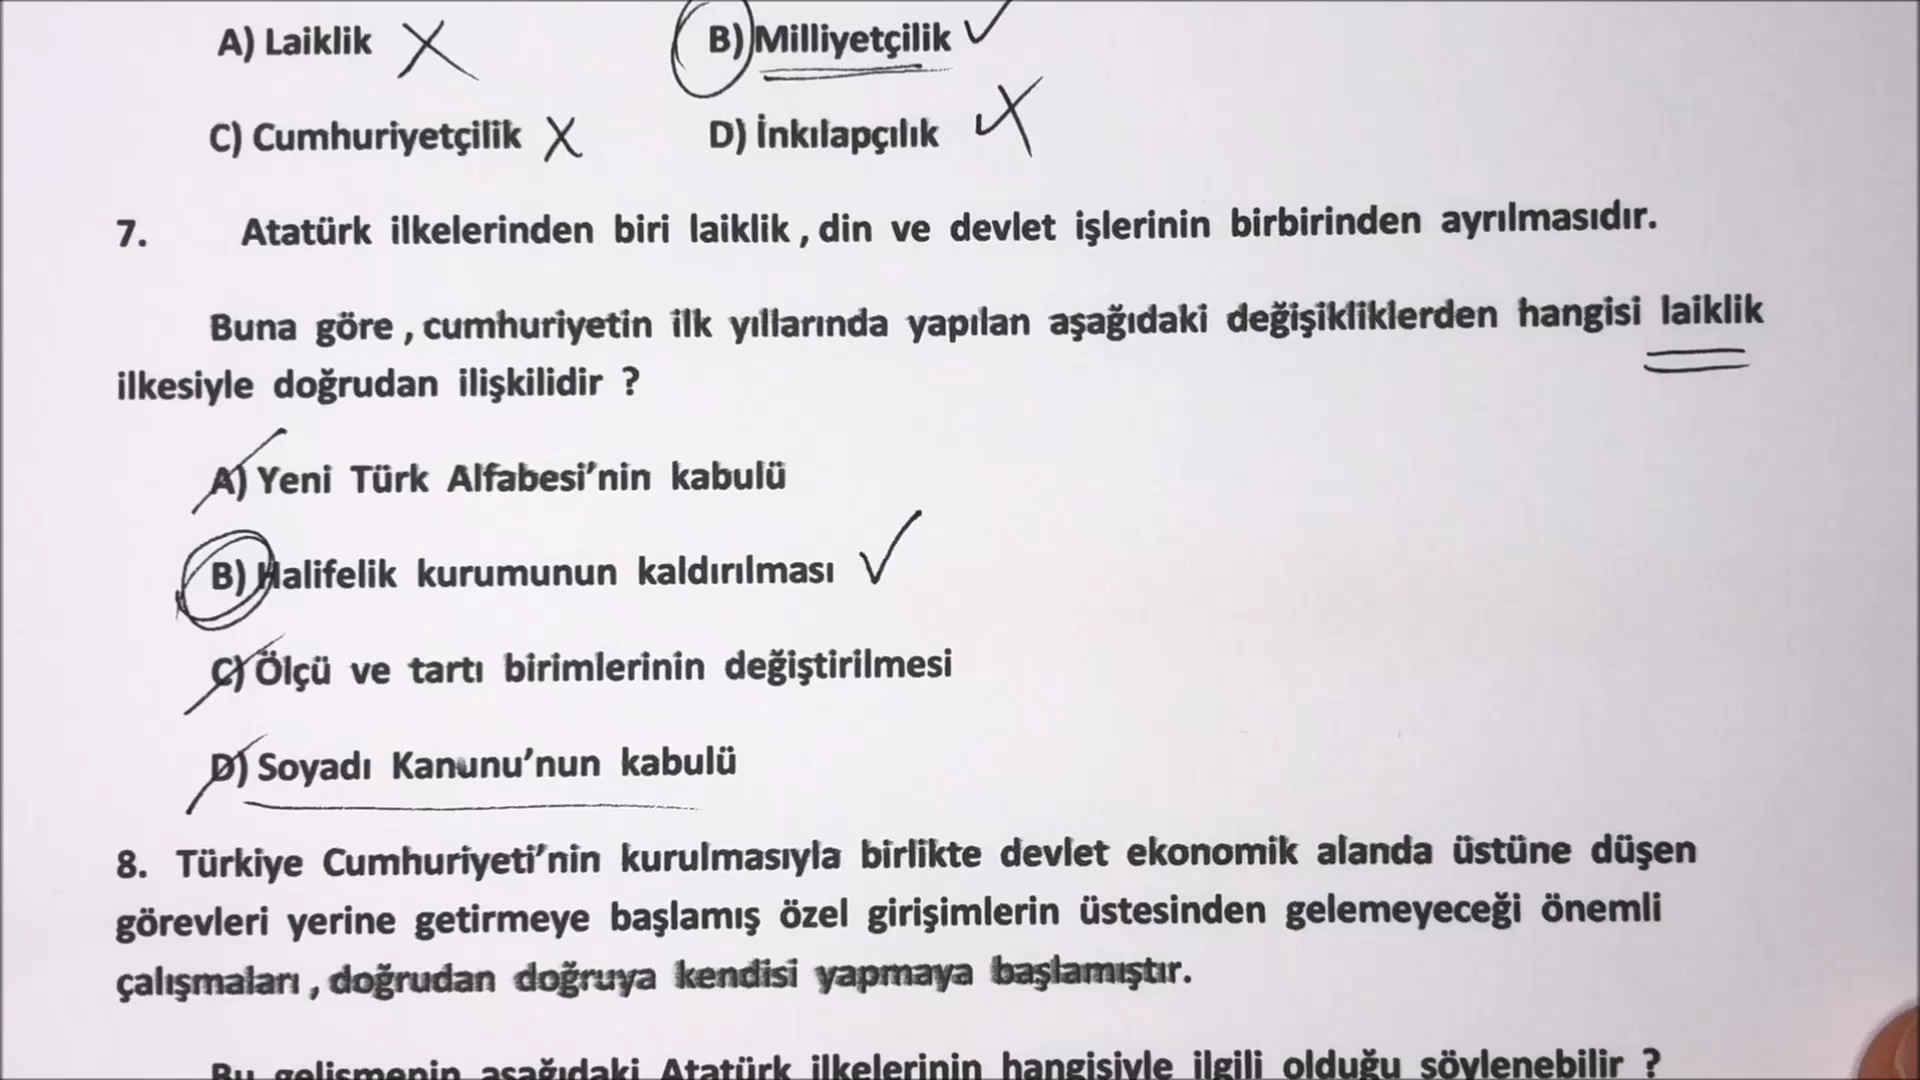 A) Laiklik B) Milliyetçilik
C) Cumhuriyetçilik D) İnkılapçılık
7. Atatürk ilkelerinden biri laiklik , din ve devlet işlerinin birbirinden ayrılmasıdır.
Buna göre , cumhuriyetin ilk yıllarında yapılan aşağıdaki değişikliklerden hangisi laiklik
ilkesiyle doğrudan ilişkilidir ?
A) Yeni Türk Alfabesi'nin kabulü
B) Halifelik kurumunun kaldırılması
C) Ölçü ve tartı birimlerinin değiştirilmesi
D) Soyadı Kanunu'nun kabulü
8. Türkiye Cumhuriyeti'nin kurulmasıyla birlikte devlet ekonomik alanda üstüne düşen
görevleri yerine getirmeye başlamış özel girişimlerin üstesinden gelemeyeceği önemli
çalışmaları , doğrudan doğruya kendisi yapmaya başlamıştır.
Bu gelişmenin aşağıdaki Atatürk ilkelerinin hangisiyle ilgili olduğu söylenebilir ?